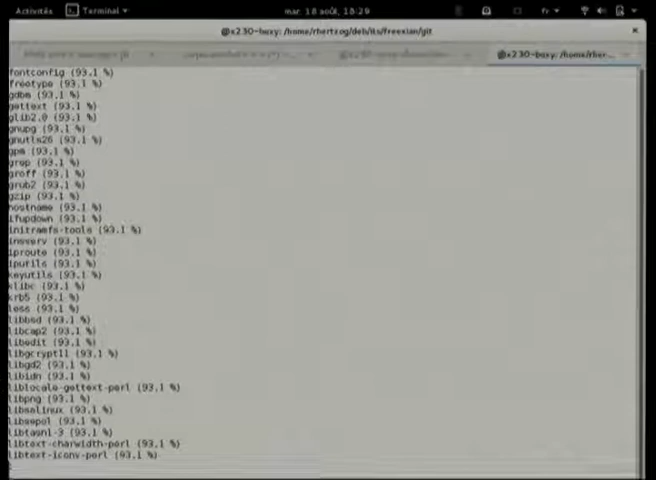 Activités Terminal mar. 18 août, 18:29 fr
@x230-buxy: /home/rhertzog/deb/lts/freexian/git
@x230-buxy: /home/rher...
fontconfig (93.1 %)
freetype (93.1 %)
gdbm (93.1 %)
gettext (93.1 %)
glib2.0 (93.1 %)
gnupg (93.1 %)
gnutls26 (93.1 %)
gpm (93.1 %)
grep (93.1 %)
groff (93.1 %)
grub2 (93.1 %)
gzip (93.1 %)
hostname (93.1 %)
ifupdown (93.1 %)
initramfs-tools (93.1 %)
insserv (93.1 %)
iproute (93.1 %)
iputils (93.1 %)
keyutils (93.1 %)
klibc (93.1 %)
krb5 (93.1 %)
less (93.1 %)
libbsd (93.1 %)
libcap2 (93.1 %)
libedit (93.1 %)
libgcrypt11 (93.1 %)
libgd2 (93.1 %)
libidn (93.1 %)
liblocale-gettext-perl (93.1 %)
libpng (93.1 %)
libselinux (93.1 %)
libsepol (93.1 %)
libtasn1-3 (93.1 %)
libtext-charwidth-perl (93.1 %)
libtext-iconv-perl (93.1 %)
: